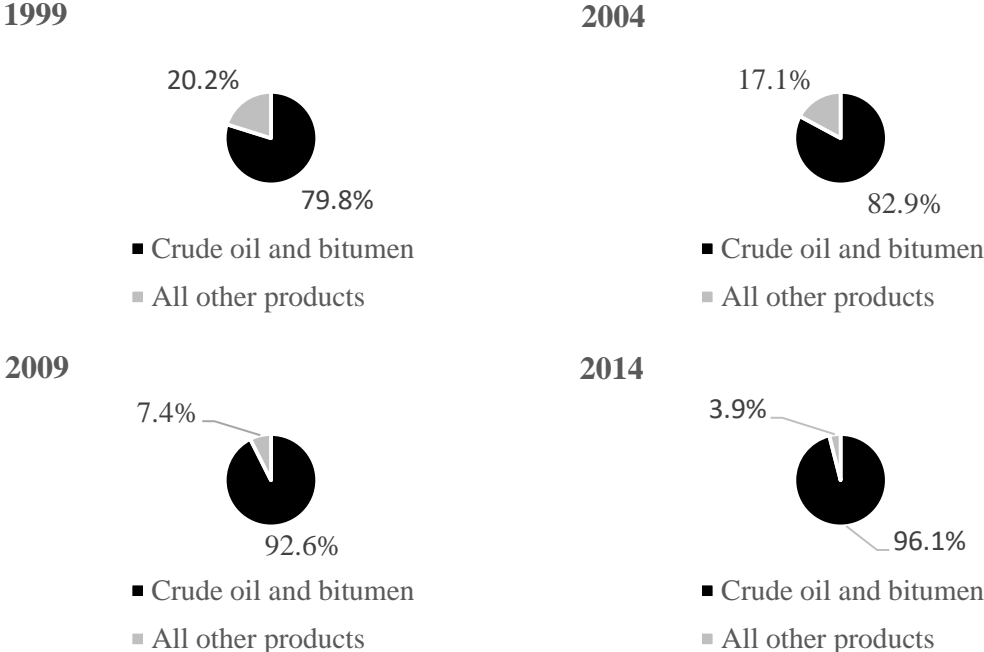 1999
20.2%
79.8%
Crude oil and bitumen
All other products
2004
17.1%
82.9%
Crude oil and bitumen
All other products
2009
7.4%
92.6%
Crude oil and bitumen
All other products
2014
3.9%
96.1%
Crude oil and bitumen
All other products